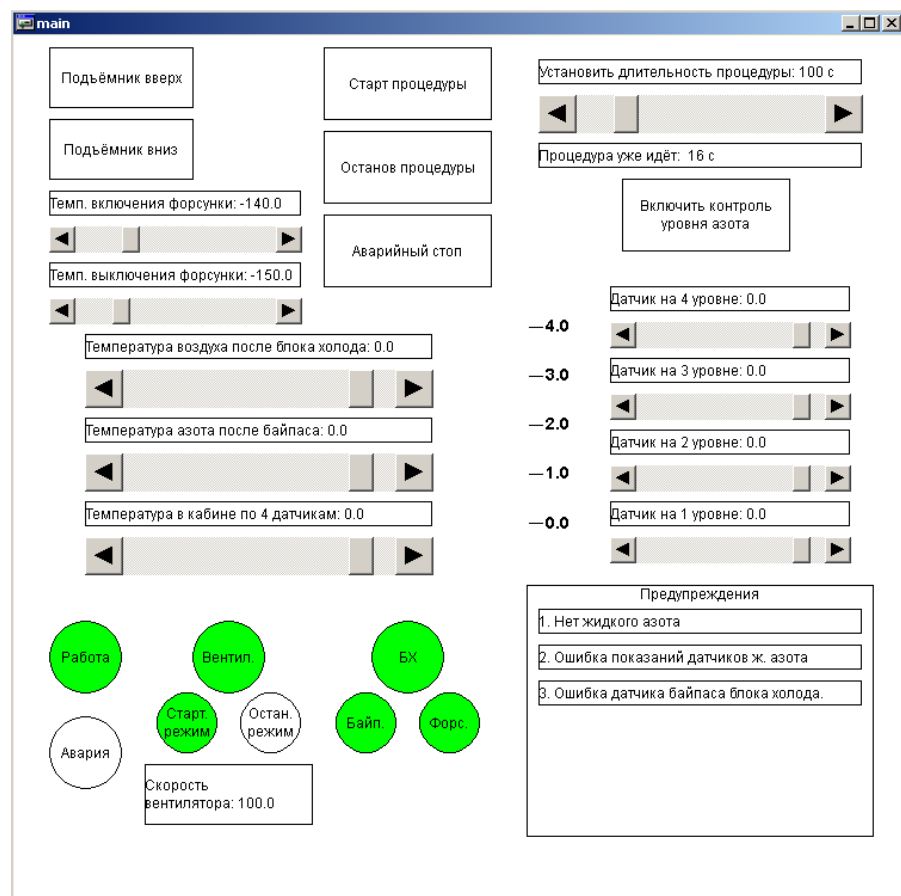 main
Подъёмник вверх
Старт процедуры
Установить длительность процедуры: 100 с
Подъёмник вниз
Останов процедуры
Процедура уже идёт: 16 с
Темп. включения форсунки: -140.0
Включить контроль
уровня азота
Аварийный стоп
Темп. выключения форсунки: -150.0
Датчик на 4 уровне: 0.0
—4.0
Температура воздуха после блока холода: 0.0
Датчик на 3 уровне: 0.0
—3.0
Температура азота после байпаса: 0.0
—2.0
Датчик на 2 уровне: 0.0
—1.0
Температура в кабине по 4 датчикам: 0.0
Датчик на 1 уровне: 0.0
—0.0
Предупреждения
1. Нет жидкого азота
2. Ошибка показаний датчиков ж. азота
3. Ошибка датчика байпаса блока холода.
Работа
Вентил.
БХ
Старт.
режим
Остан.
режим
Байп.
Форс.
Авария
Скорость
вентилятора: 100.0